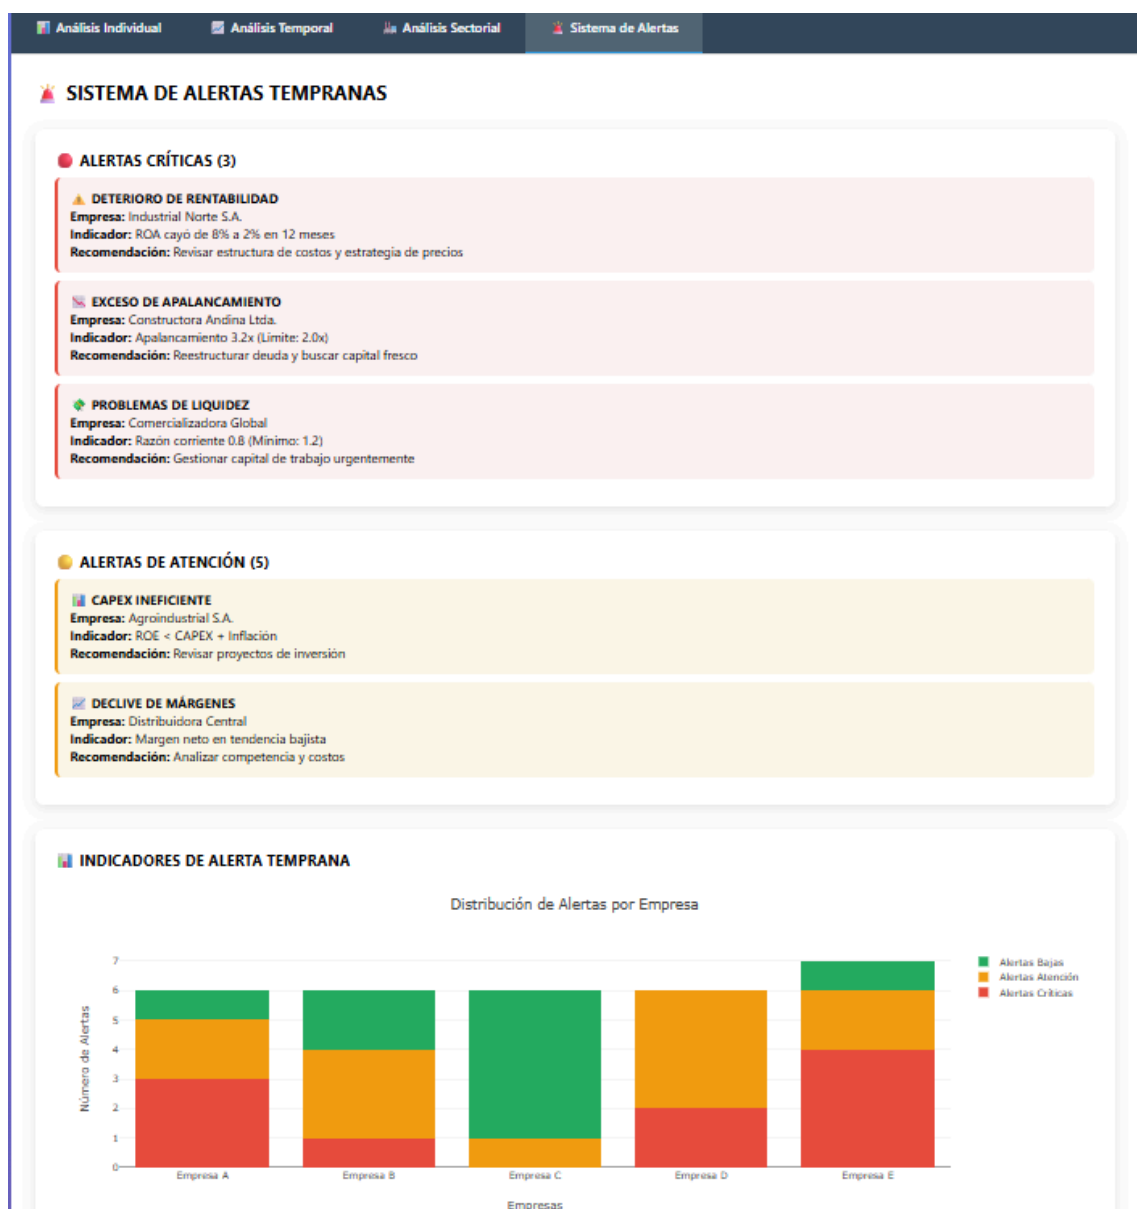 Análisis Individual
Análisis Temporal
Análisis Sectorial
Sistema de Alertas
SISTEMA DE ALERTAS TEMPRANAS
ALERTAS CRÍTICAS (3)
DETERIORO DE RENTABILIDAD
Empresa: Industrial Norte S.A.
Indicador: ROA cayó de 8% a 2% en 12 meses
Recomendación: Revisar estructura de costos y estrategia de precios
EXCESO DE APALANCAMIENTO
Empresa: Constructora Andina Ltda.
Indicador: Apalancamiento 3.2x (Límite: 2.0x)
Recomendación: Reestructurar deuda y buscar capital fresco
PROBLEMAS DE LIQUIDEZ
Empresa: Comercializadora Global
Indicador: Razón corriente 0.8 (Mínimo: 1.2)
Recomendación: Gestionar capital de trabajo urgentemente
ALERTAS DE ATENCIÓN (5)
CAPEX INEFICIENTE
Empresa: Agroindustrial S.A.
Indicador: ROE < CAPEX + Inflación
Recomendación: Revisar proyectos de inversión
DECLIVE DE MÁRGENES
Empresa: Distribuidora Central
Indicador: Margen neto en tendencia bajista
Recomendación: Analizar competencia y costos
INDICADORES DE ALERTA TEMPRANA
Distribución de Alertas por Empresa
Número de Alertas
7
6
5
4
3
2
1
0
Empresa A
Empresa B
Empresa C
Empresa D
Empresa E
Empresas
Alertas Bajas
Alertas Atención
Alertas Críticas